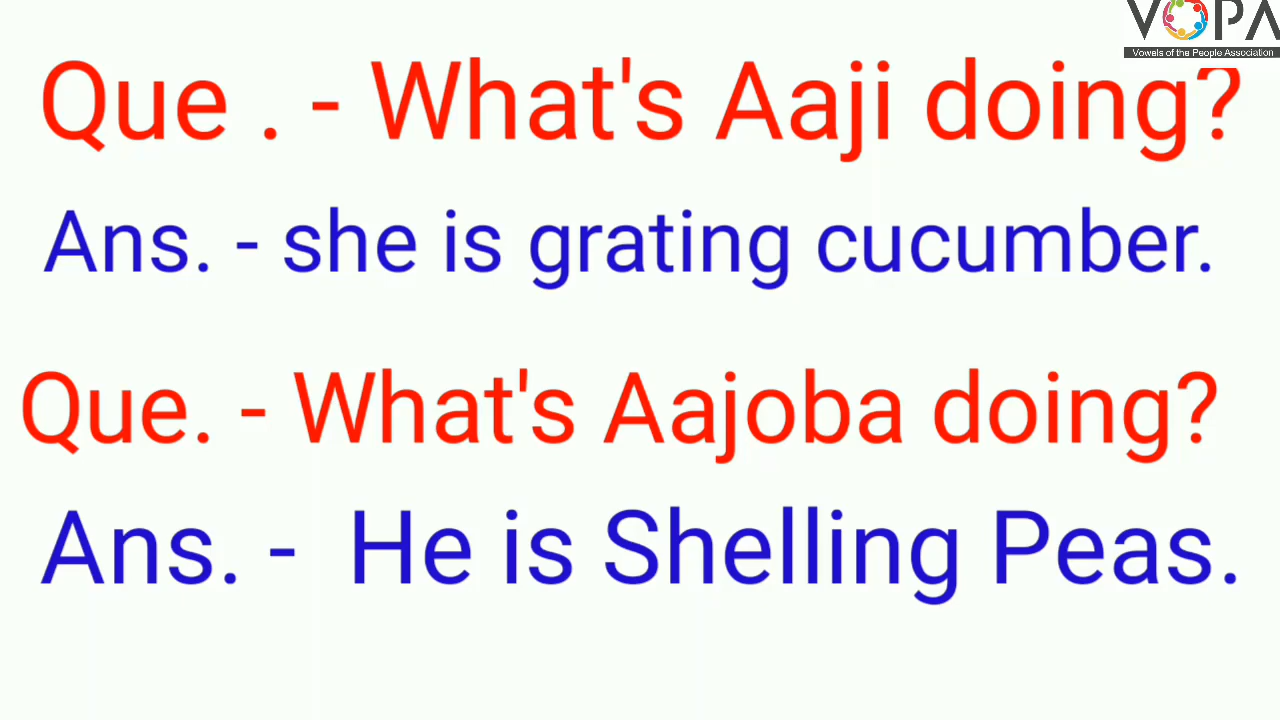 VOPA
Vowels of the People Association
Que . - What's Aaji doing?
Ans. - she is grating cucumber.
Que. - What's Aajoba doing?
Ans. - He is Shelling Peas.